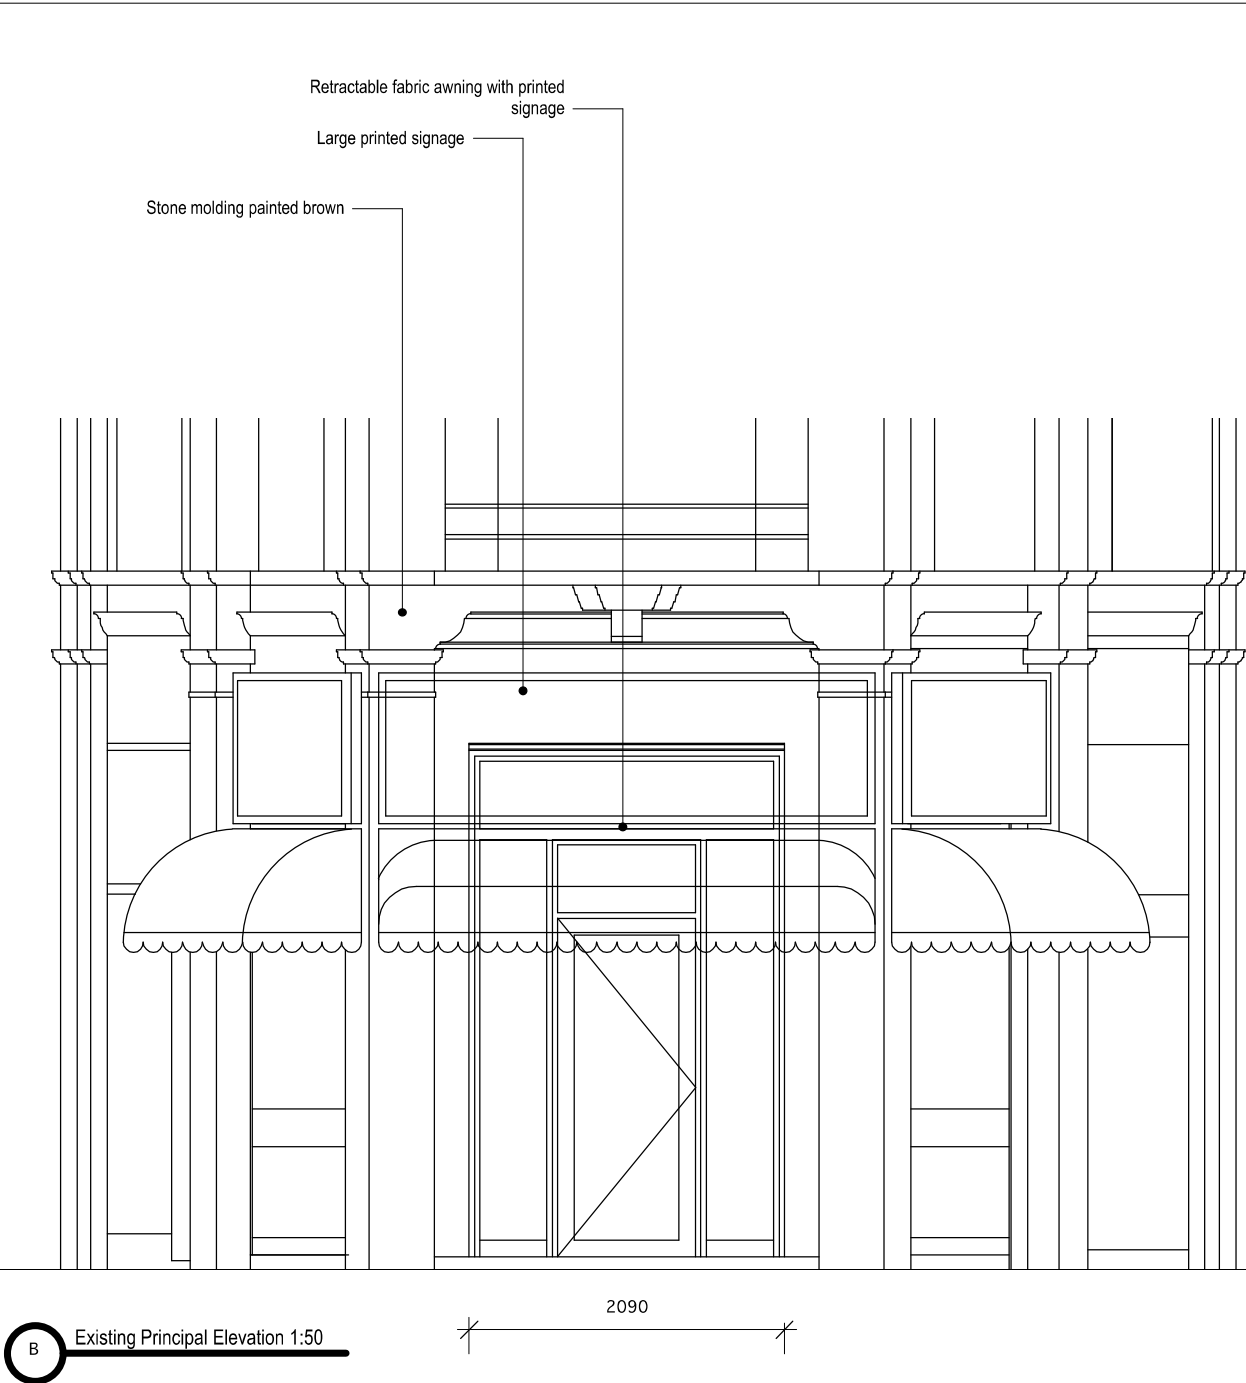 Retractable fabric awning with printed
signage
Large printed signage
Stone molding painted brown
2090
B
Existing Principal Elevation 1:50